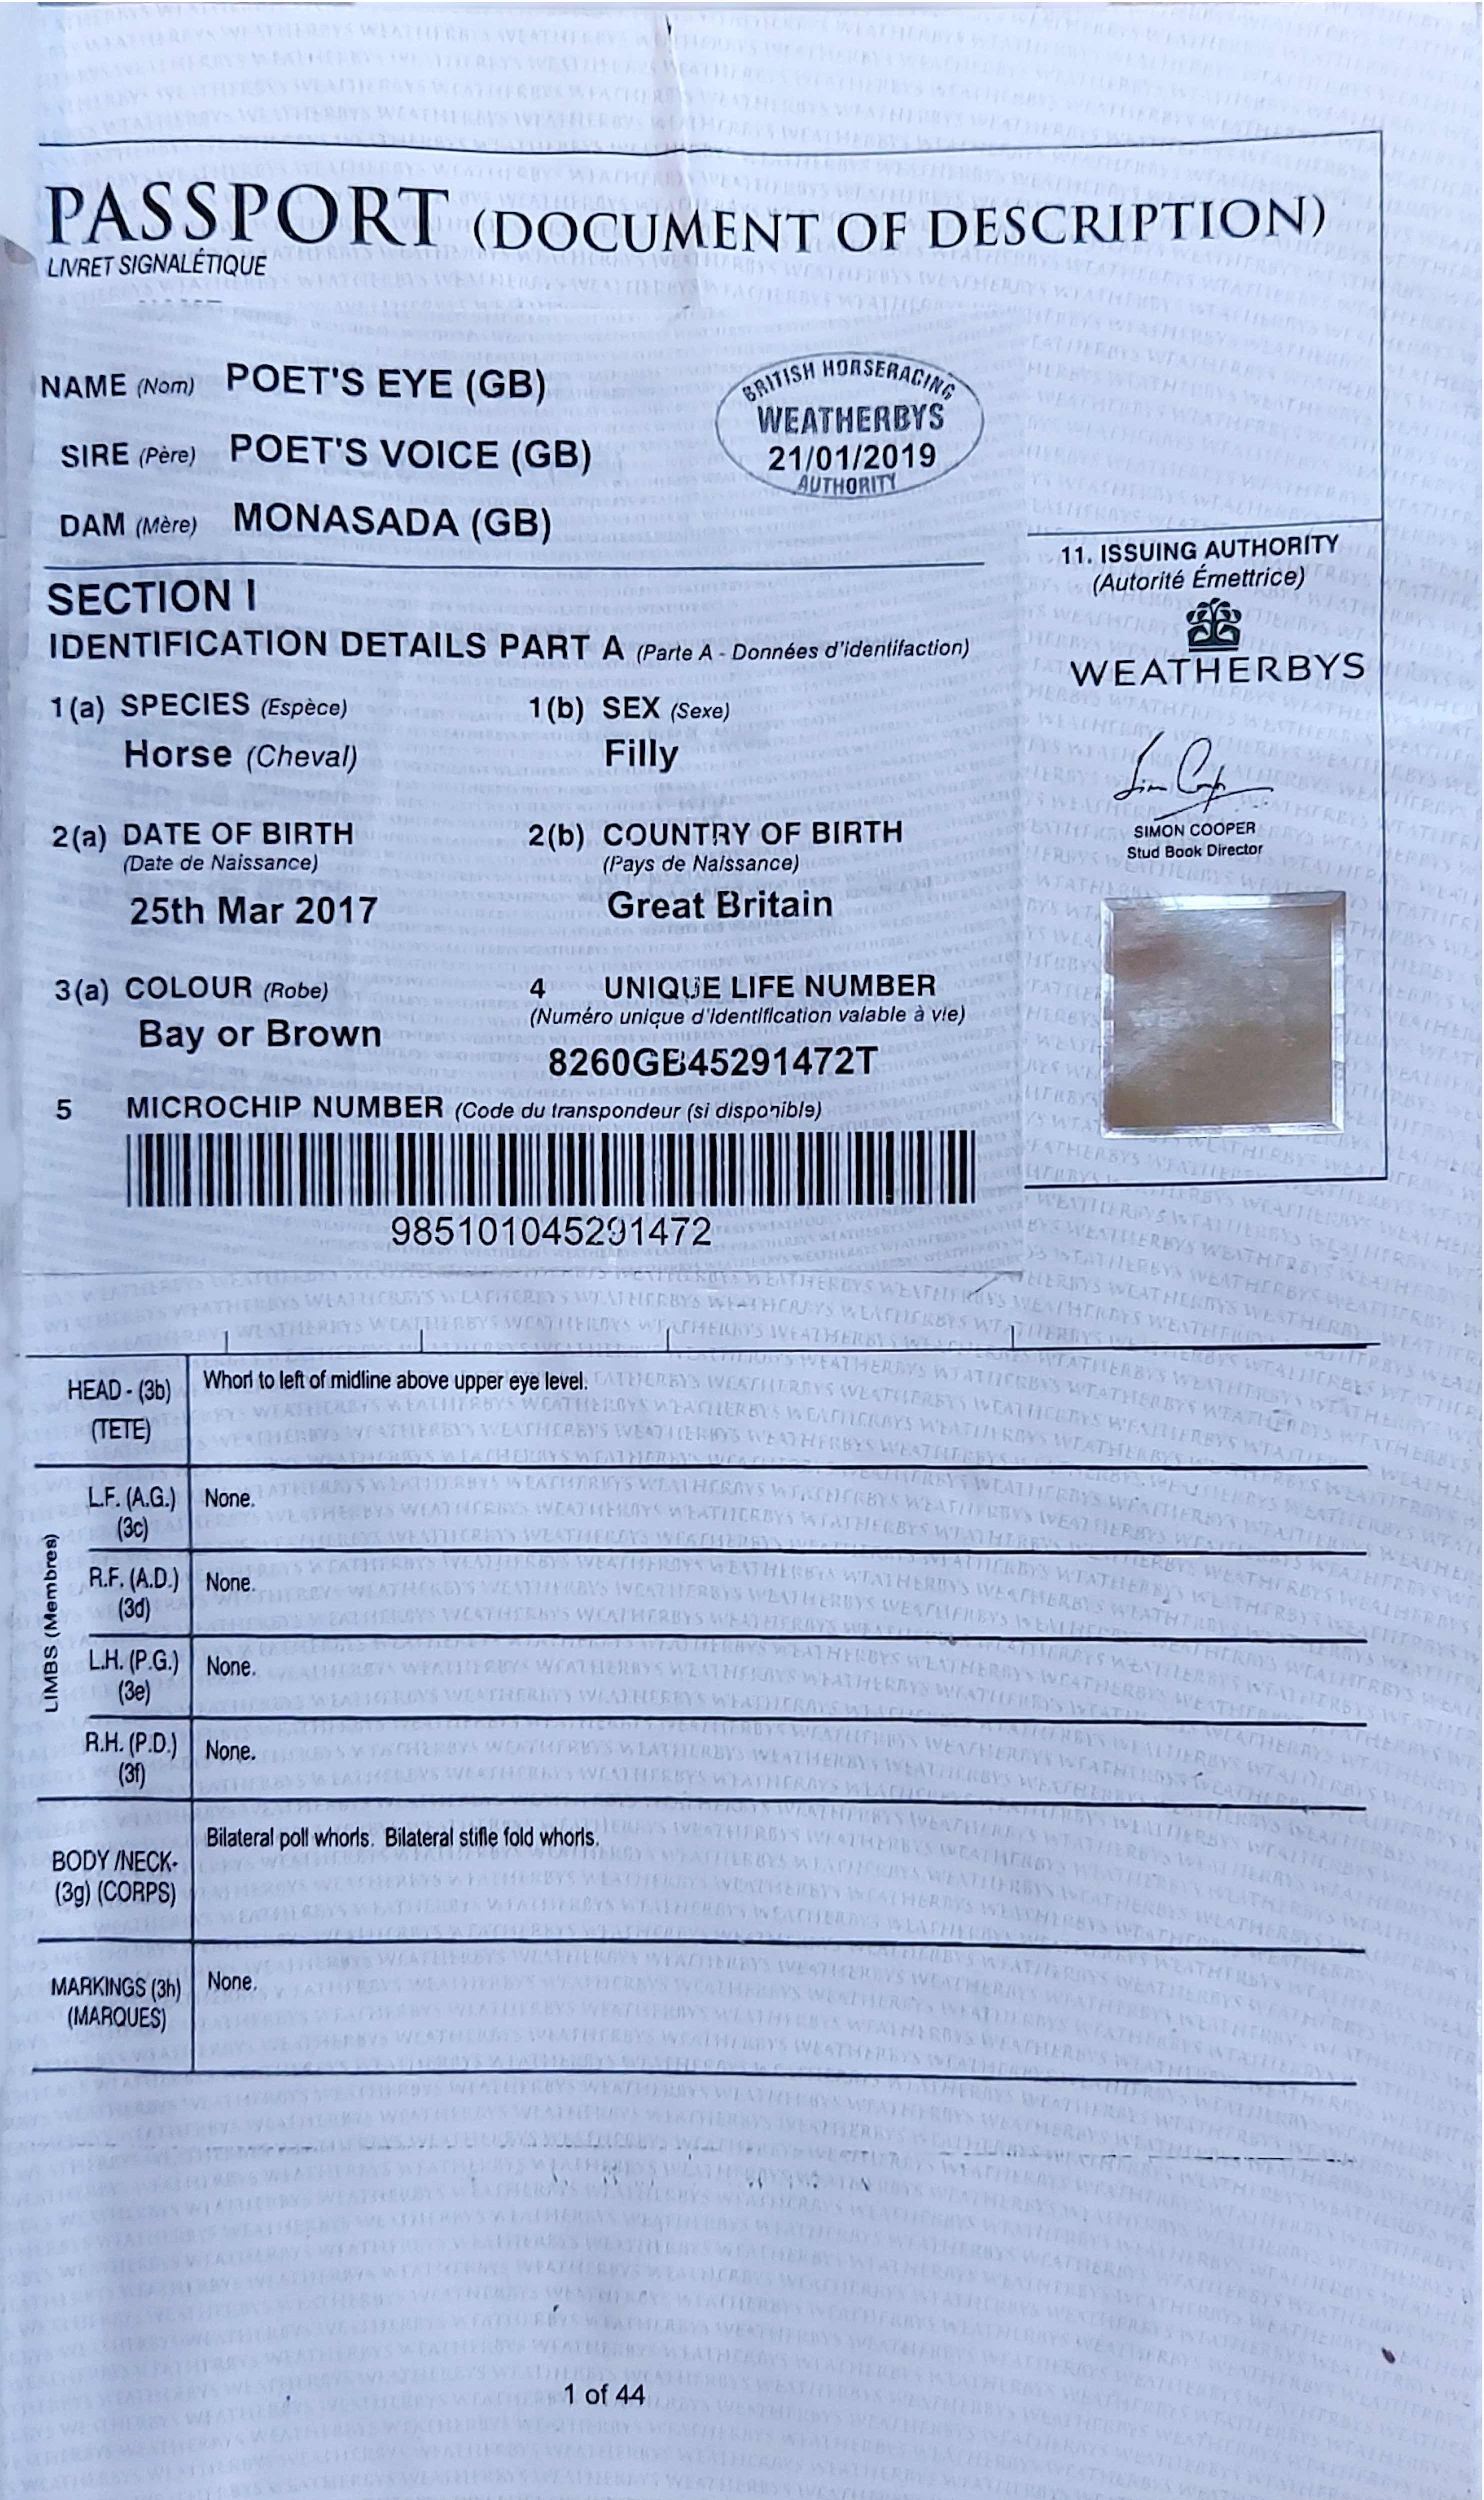 PASSPORT (DOCUMENT OF DESCRIPTION)
LIVRET SIGNALÉTIQUE
NAME (Nom) POET'S EYE (GB)
SIRE (Père) POET'S VOICE (GB)
DAM (Mère) MONASADA (GB)
BRITISH HORSERACING
WEATHERBYS
21/01/2019
AUTHORITY
SECTION I
IDENTIFICATION DETAILS PART A (Parte A - Données d'identifaction)
1(a) SPECIES (Espèce) 1(b) SEX (Sexe)
Horse (Cheval) Filly
2(a) DATE OF BIRTH 2(b) COUNTRY OF BIRTH
(Date de Naissance) (Pays de Naissance)
25th Mar 2017 Great Britain
3(a) COLOUR (Robe) 4 UNIQUE LIFE NUMBER
(Numéro unique d'identification valable à vie)
Bay or Brown 8260GB45291472T
5 MICROCHIP NUMBER (Code du transpondeur (si disponible)
985101045291472
11. ISSUING AUTHORITY
(Autorité Émettrice)
WEATHERBYS
SIMON COOPER
Stud Book Director
HEAD - (3b) Whorl to left of midline above upper eye level.
(TETE)
LIMBS (Membres)
L.F. (A.G.) None.
(3c)
R.F. (A.D.) None.
(3d)
L.H. (P.G.) None.
(3e)
R.H. (P.D.) None.
(3f)
Bilateral poll whorls. Bilateral stifle fold whorls.
BODY /NECK-
(3g) (CORPS)
MARKINGS (3h) None.
(MARQUES)
1 of 44